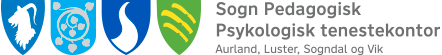 Sogn Pedagogisk
Psykologisk tenestekontor
Aurland, Luster, Sogndal og Vik